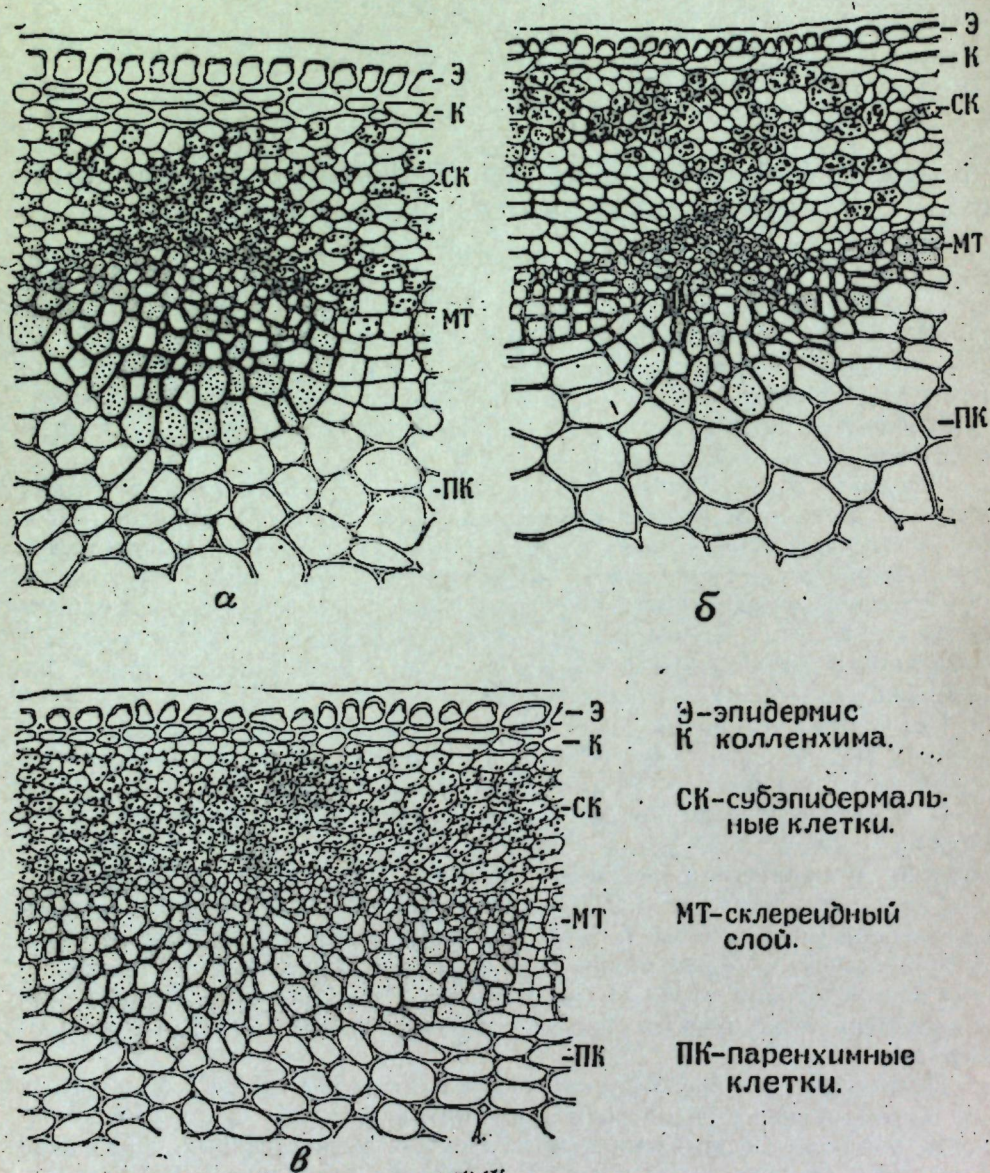 Э
К
СК
МТ
ПК
а
Э
К
СК
МТ
ПК
б
Э
К
СК
МТ
ПК
в
Э-эпидермис
К колленхима.
СК-субэпидермаль-
ные клетки.
МТ-склереидный
слой.
ПК-паренхимные
клетки.